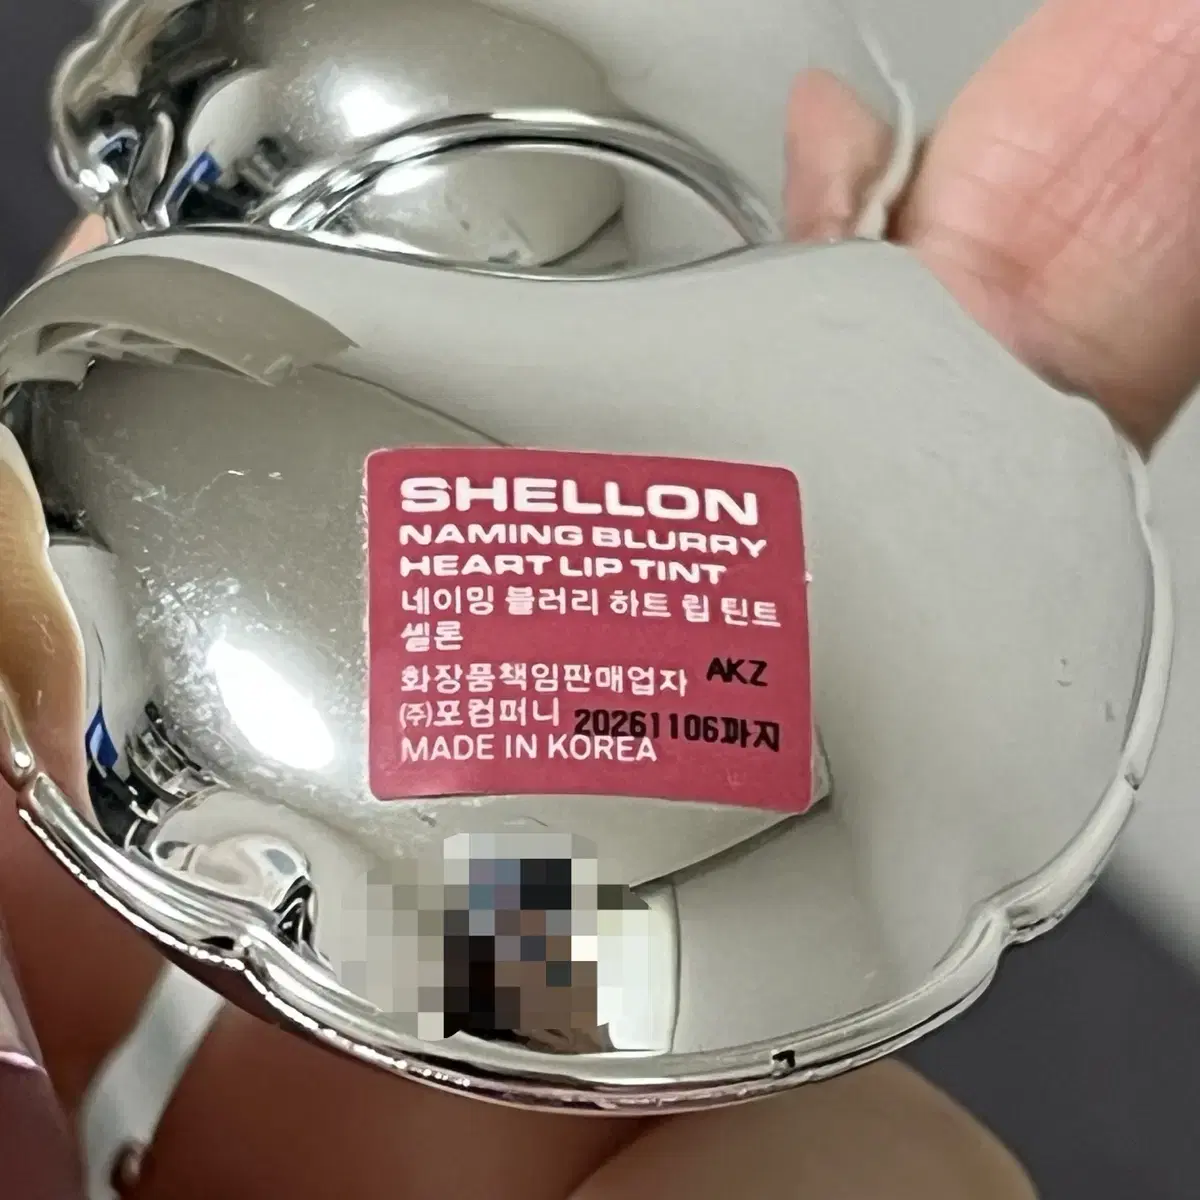 SHELLON
NAMING BLURRY
HEART LIP TINT
네이밍 블러리 하트 립 틴트
쉘론
화장품책임판매업자 AKZ
(주)포컴퍼니 20261106까지
MADE IN KOREA